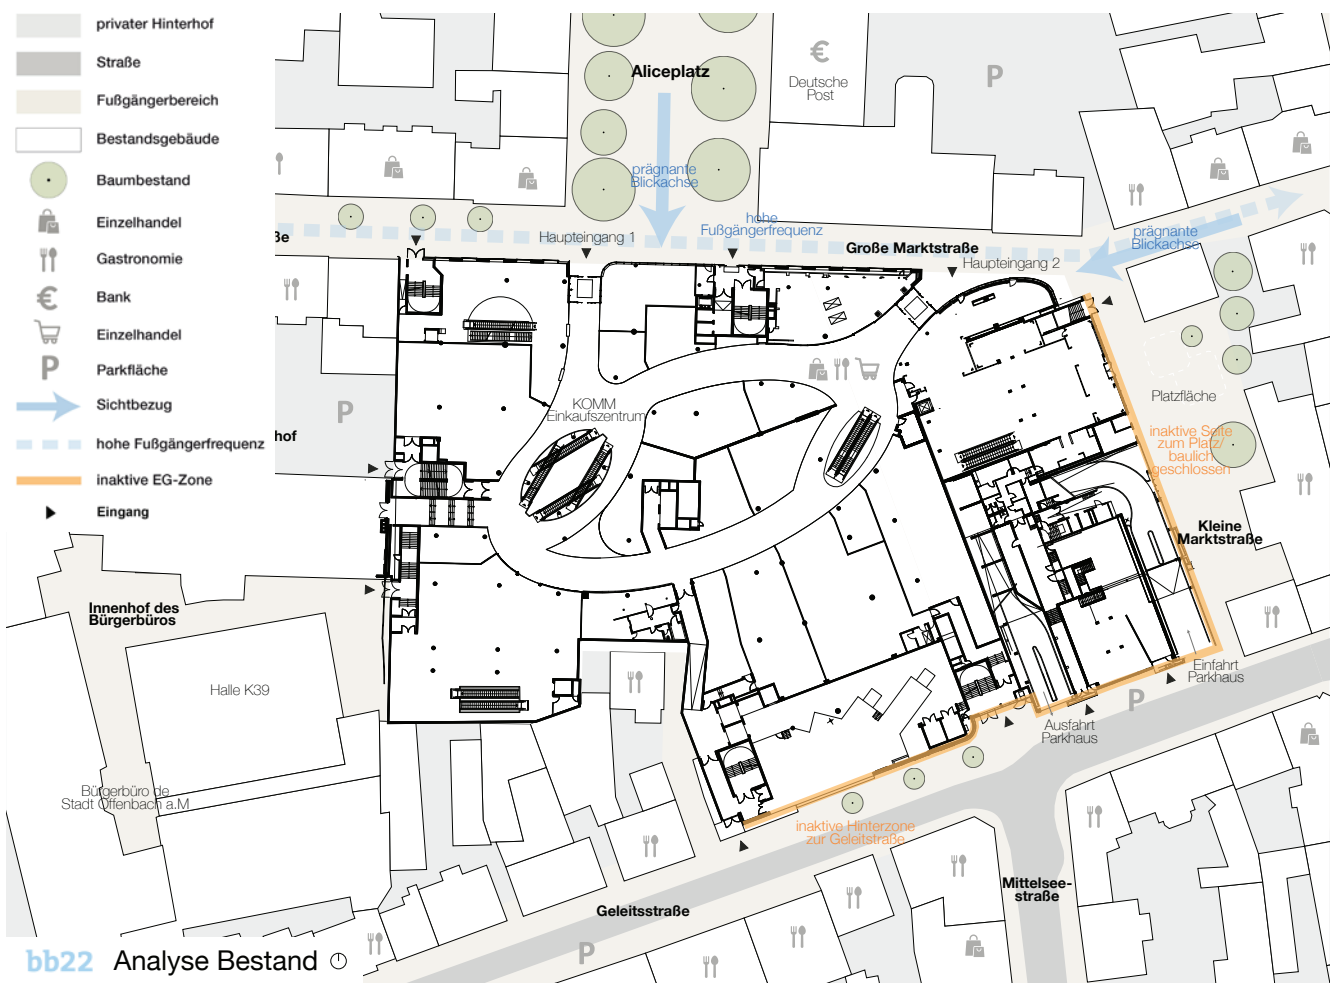 privater Hinterhof
Straße
Fußgängerbereich
Bestandsgebäude
Baumbestand
Einzelhandel
Gastronomie
€
Bank
Einzelhandel
P
Parkfläche
Sichtbezug
hohe Fußgängerfrequenz
inaktive EG-Zone
Eingang
Aliceplatz
€
Deutsche
Post
P
prägnante
Blickachse
hohe
Fußgängerfrequenz
ße
Haupteingang 1
Große Marktstraße
Haupteingang 2
prägnante
Blickachse
P
hof
KOMM
Einkaufszentrum
Platzfläche
inaktive Seite
zum Platz/
baulich
geschlossen
Kleine
Marktstraße
Innenhof des
Bürgerbüros
Halle K39
Einfahrt
Parkhaus
P
Ausfahrt
Parkhaus
Bürgerbüro de
Stadt Offenbach a.M
inaktive Hinterzone
zur Geleitstraße
Mittelsee-
straße
Geleitsstraße
P
bb22 Analyse Bestand